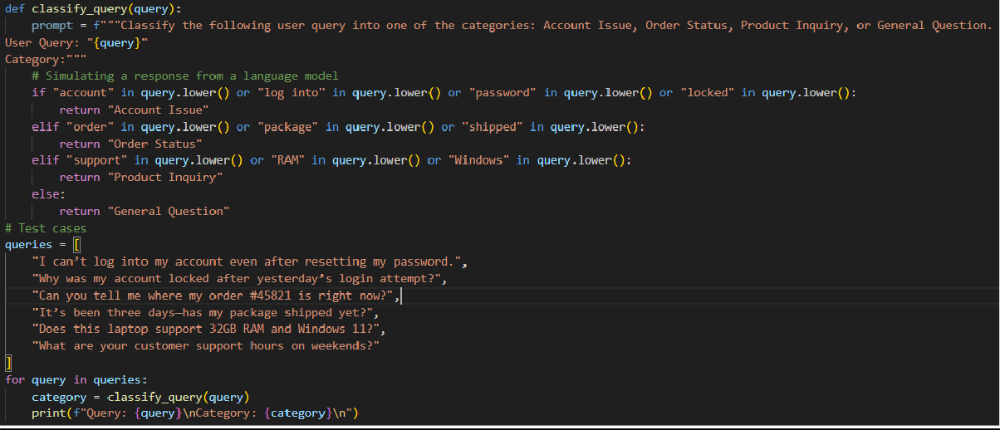 def classify_query(query):
    prompt = f"""Classify the following user query into one of the categories: Account Issue, Order Status, Product Inquiry, or General Question.
User Query: "{query}"
Category:"""
    # Simulating a response from a language model
    if "account" in query.lower() or "log into" in query.lower() or "password" in query.lower() or "locked" in query.lower():
        return "Account Issue"
    elif "order" in query.lower() or "package" in query.lower() or "shipped" in query.lower():
        return "Order Status"
    elif "support" in query.lower() or "RAM" in query.lower() or "Windows" in query.lower():
        return "Product Inquiry"
    else:
        return "General Question"
# Test cases
queries = [
    "I can’t log into my account even after resetting my password.",
    "Why was my account locked after yesterday’s login attempt?",
    "Can you tell me where my order #45821 is right now?",
    "It’s been three days—has my package shipped yet?",
    "Does this laptop support 32GB RAM and Windows 11?",
    "What are your customer support hours on weekends?"
]
for query in queries:
    category = classify_query(query)
    print(f"Query: {query}\nCategory: {category}\n")